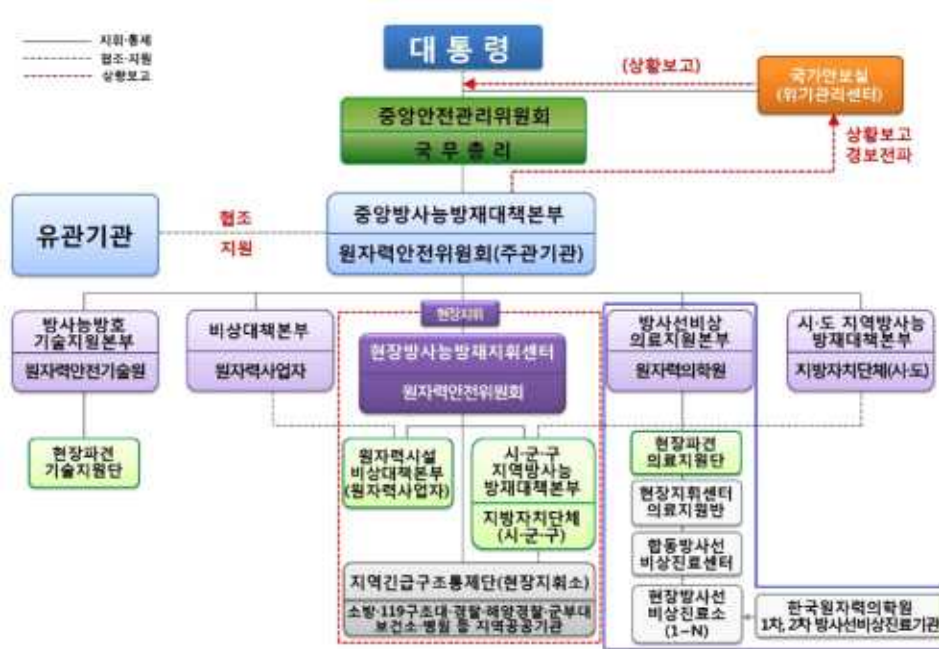 지휘·통제
협조·지원
상황보고
대통령
(상황보고)
국가안보실
(위기관리센터)
중앙안전관리위원회
국무총리
상황보고
경보전파
유관기관
협조
지원
중앙방사능방재대책본부
원자력안전위원회(주관기관)
방사능방호
기술지원본부
원자력안전기술원
비상대책본부
원자력사업자
현장지휘
현장방사능방재지휘센터
원자력안전위원회
방사선비상
의료지원본부
원자력의학원
시·도 지역방사능
방재대책본부
지방자치단체(시·도)
현장파견
기술지원단
원자력시설
비상대책본부
(원자력사업자)
시·군·구
지역방사능
방재대책본부
지방자치단체
(시·군·구)
현장파견
의료지원단
현장지휘센터
의료지원반
합동방사선
비상진료센터
현장방사선
비상진료소
(1~N)
지역긴급구조통제단(현장지휘소)
소방·119구조대·경찰·해양경찰·군부대
보건소·병원 등 지역공공기관
한국원자력의학원
1차, 2차 방사선비상진료기관